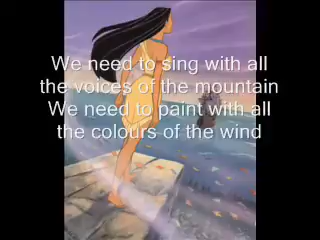 We need to sing with all
the voices of the mountain
We need to paint with all
the colours of the wind